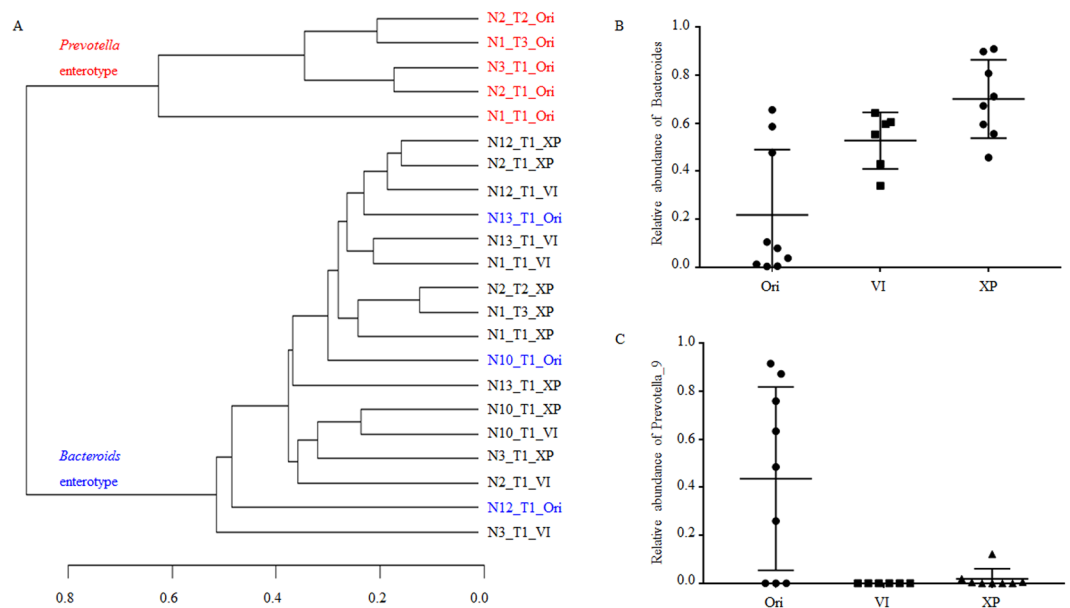 A
Prevotella
enterotype
N2_T2_Ori
N1_T3_Ori
N3_T1_Ori
N2_T1_Ori
N1_T1_Ori
N12_T1_XP
N2_T1_XP
N12_T1_VI
N13_T1_Ori
N13_T1_VI
N1_T1_VI
N2_T2_XP
N1_T3_XP
N1_T1_XP
N10_T1_Ori
N13_T1_XP
N10_T1_XP
N10_T1_VI
N3_T1_XP
N2_T1_VI
N12_T1_Ori
N3_T1_VI
Bacteroids
enterotype
0.8 0.6 0.4 0.2 0.0
B
Relative abundance of Bacteroides
1.0
0.8
0.6
0.4
0.2
0.0
Ori VI XP
C
Relative abundance of Prevotella_9
1.0
0.8
0.6
0.4
0.2
0.0
Ori VI XP